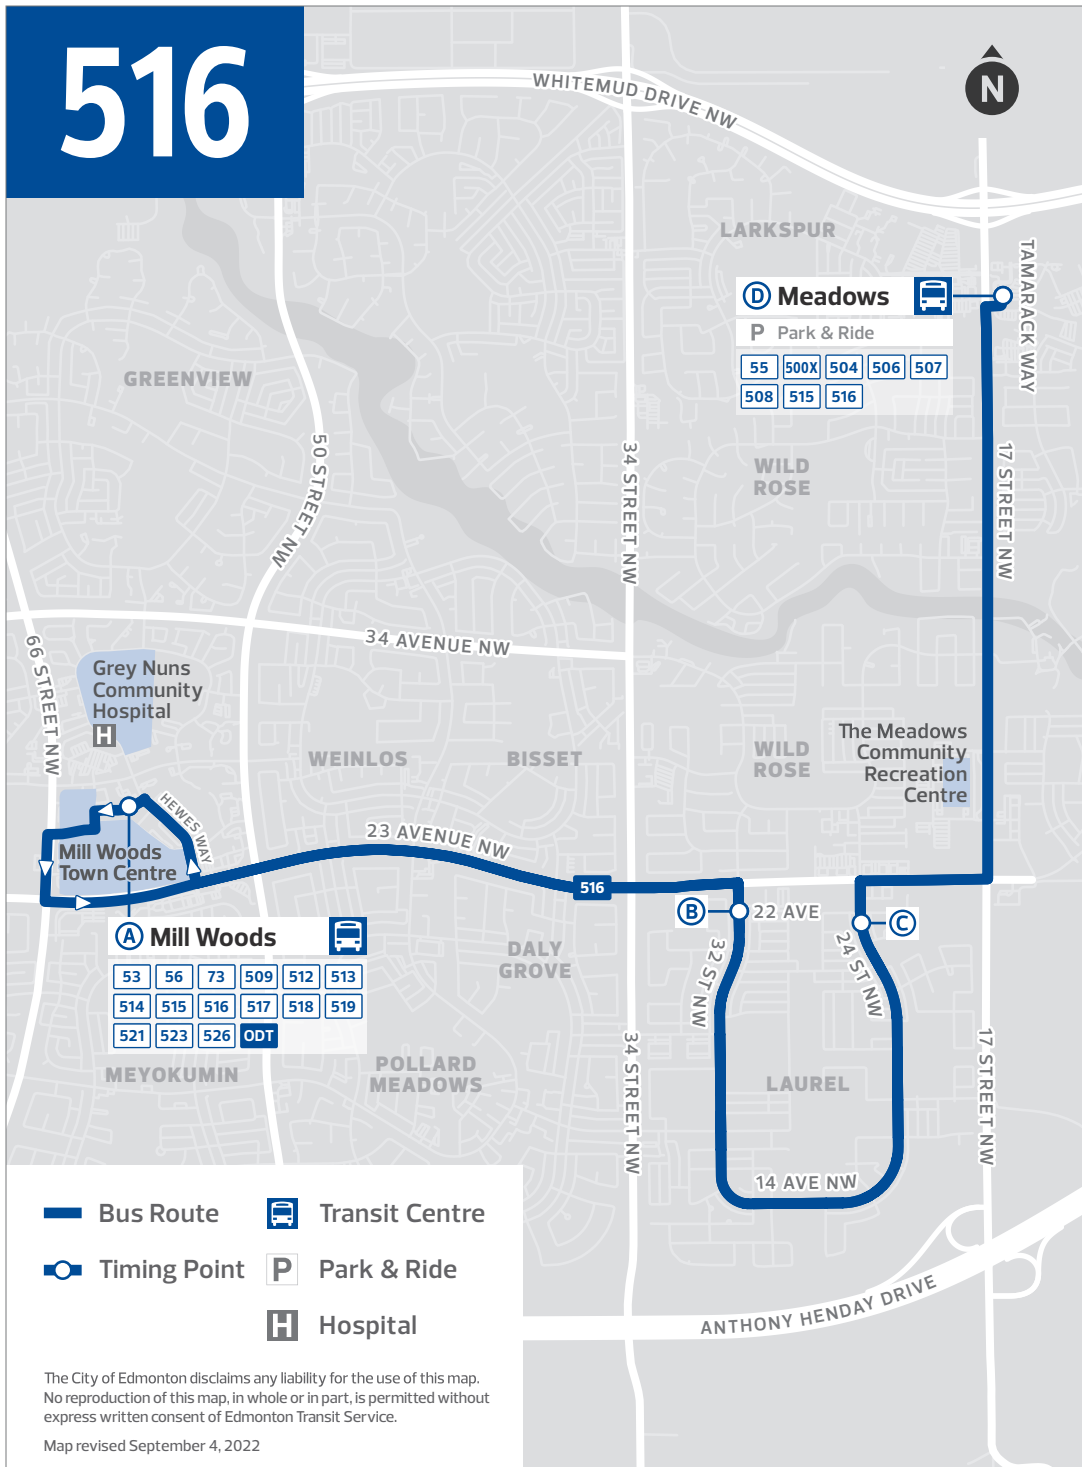 516
N
WHITEMUD DRIVE NW
LARKSPUR
TAMARACK WAY
D Meadows
P Park & Ride
55 500X 504 506 507
508 515 516
GREENVIEW
50 STREET NW
34 STREET NW
WILD
ROSE
17 STREET NW
34 AVENUE NW
66 STREET NW
Grey Nuns
Community
Hospital
H
WEINLOS
BISSET
WILD
ROSE
The Meadows
Community
Recreation
Centre
HEWES WAY
23 AVENUE NW
Mill Woods
Town Centre
516
B
22 AVE
C
A Mill Woods
53 56 73 509 512 513
514 515 516 517 518 519
521 523 526 ODT
DALY
GROVE
32 ST NW
24 ST NW
MEYOKUMIN
POLLARD
MEADOWS
34 STREET NW
LAUREL
17 STREET NW
14 AVE NW
ANTHONY HENDAY DRIVE
Bus Route
Transit Centre
Timing Point
P Park & Ride
H Hospital
The City of Edmonton disclaims any liability for the use of this map.
No reproduction of this map, in whole or in part, is permitted without
express written consent of Edmonton Transit Service.
Map revised September 4, 2022